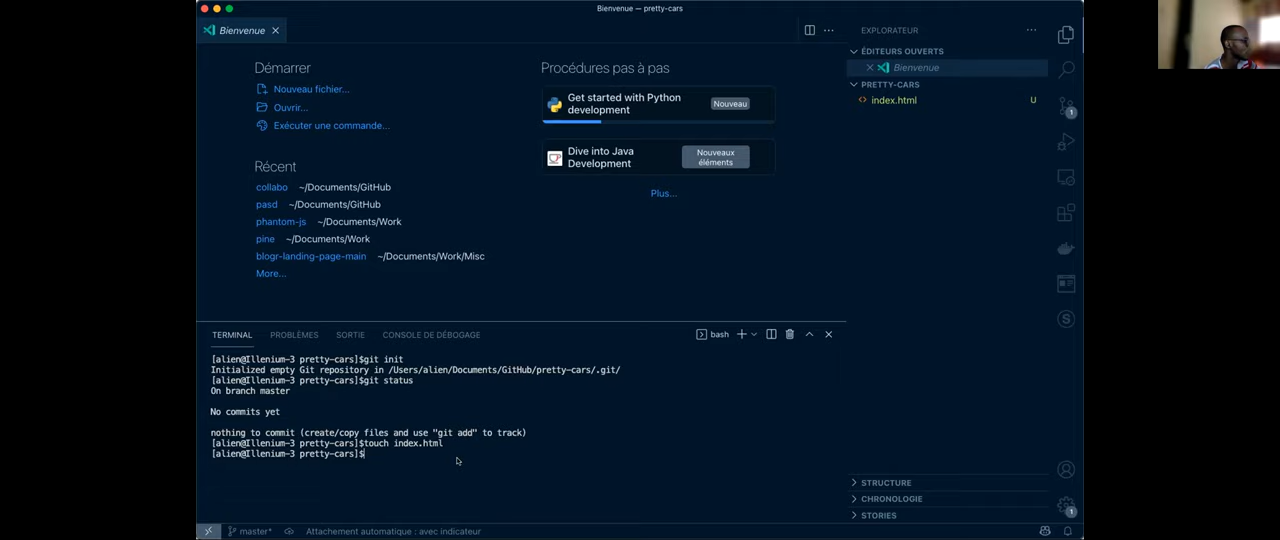 Bienvenue — pretty-cars
Bienvenue
Démarrer
Nouveau fichier...
Ouvrir...
Exécuter une commande...
Récent
collabo ~/Documents/GitHub
pasd ~/Documents/GitHub
phantom-js ~/Documents/Work
pine ~/Documents/Work
blogr-landing-page-main ~/Documents/Work/Misc
More...
Procédures pas à pas
Get started with Python
development
Nouveau
Dive into Java
Development
Nouveaux
éléments
Plus...
EXPLORATEUR
ÉDITEURS OUVERTS
Bienvenue
PRETTY-CARS
index.html U
1
TERMINAL PROBLÈMES SORTIE CONSOLE DE DÉBOGAGE
bash
[alien@Illenium-3 pretty-cars]$git init
Initialized empty Git repository in /Users/alien/Documents/GitHub/pretty-cars/.git/
[alien@Illenium-3 pretty-cars]$git status
On branch master
No commits yet
nothing to commit (create/copy files and use "git add" to track)
[alien@Illenium-3 pretty-cars]$touch index.html
[alien@Illenium-3 pretty-cars]$
STRUCTURE
CHRONOLOGIE
STORIES
1
master* Attachement automatique : avec indicateur